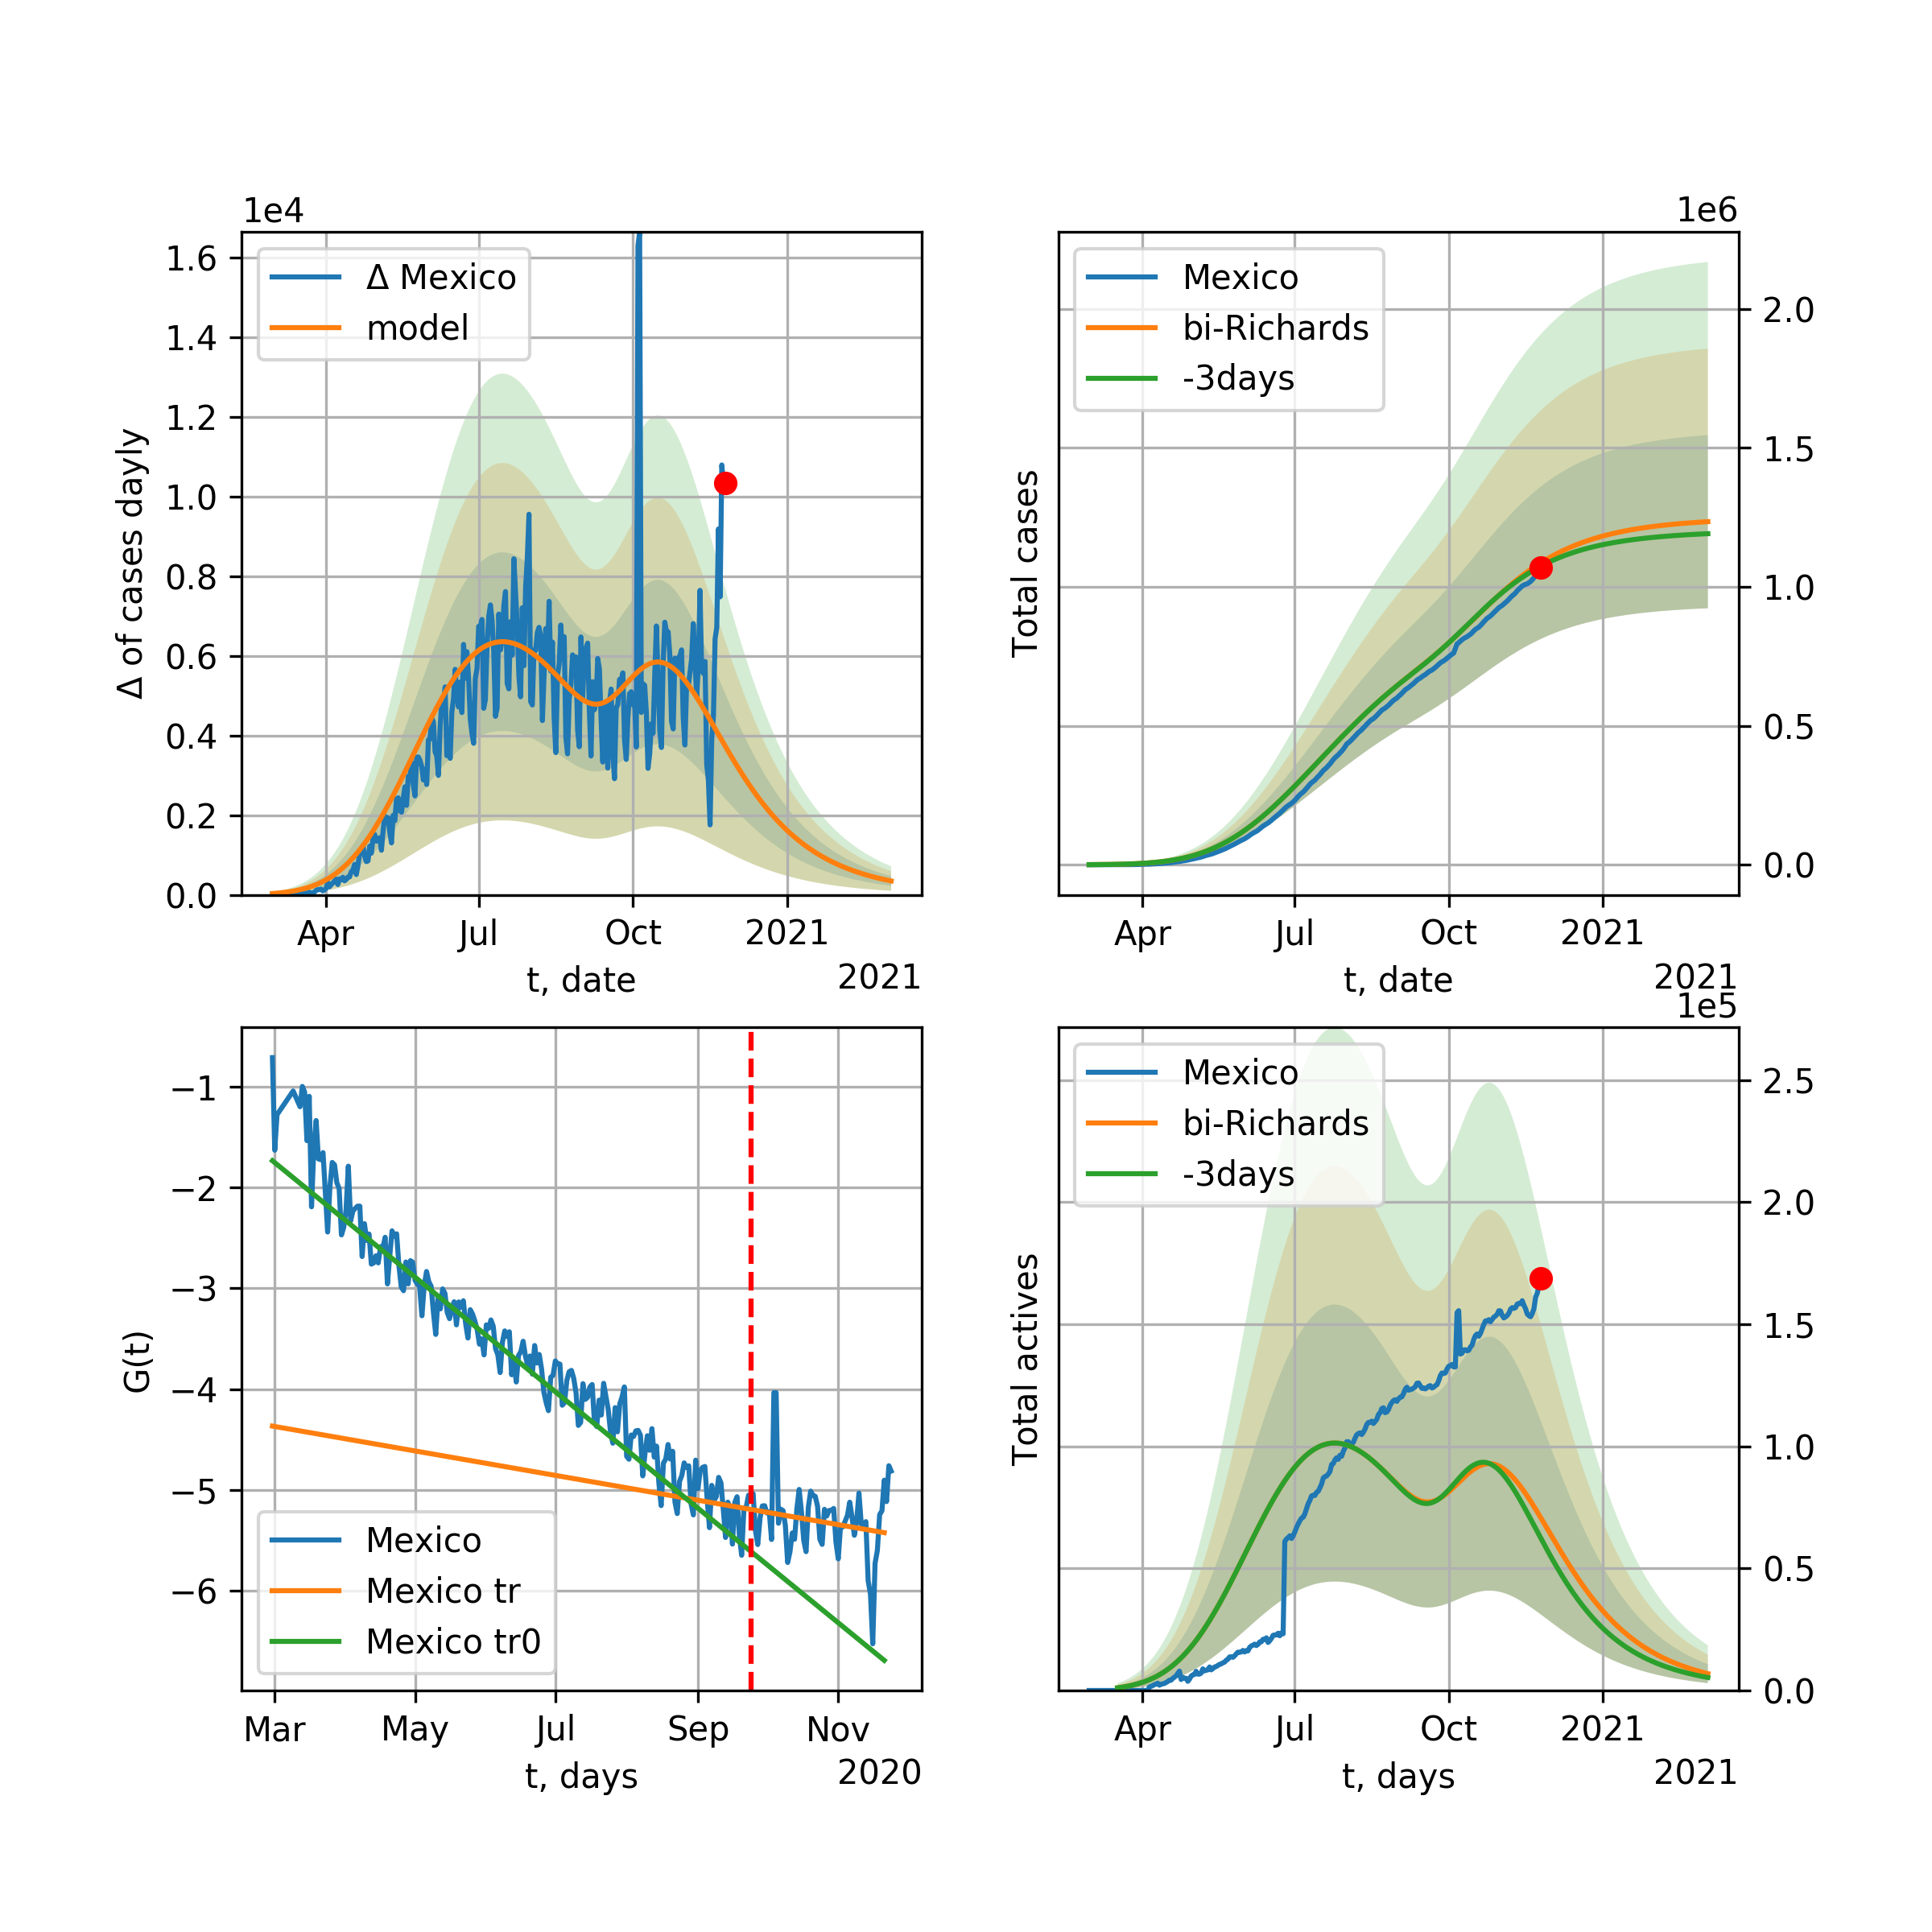 1e4
Δ of cases dayly
1.6
1.4
1.2
1.0
0.8
0.6
0.4
0.2
0.0
Δ Mexico
model
Apr Jul Oct 2021
t, date
2021
1e6
Total cases
Mexico
bi-Richards
-3days
2.0
1.5
1.0
0.5
0.0
Apr Jul Oct 2021
t, date
2021
G(t)
−1
−2
−3
−4
−5
−6
Mexico
Mexico tr
Mexico tr0
Mar May Jul Sep Nov
t, days
2020
1e5
Total actives
Mexico
bi-Richards
-3days
2.5
2.0
1.5
1.0
0.5
0.0
Apr Jul Oct 2021
t, days
2021